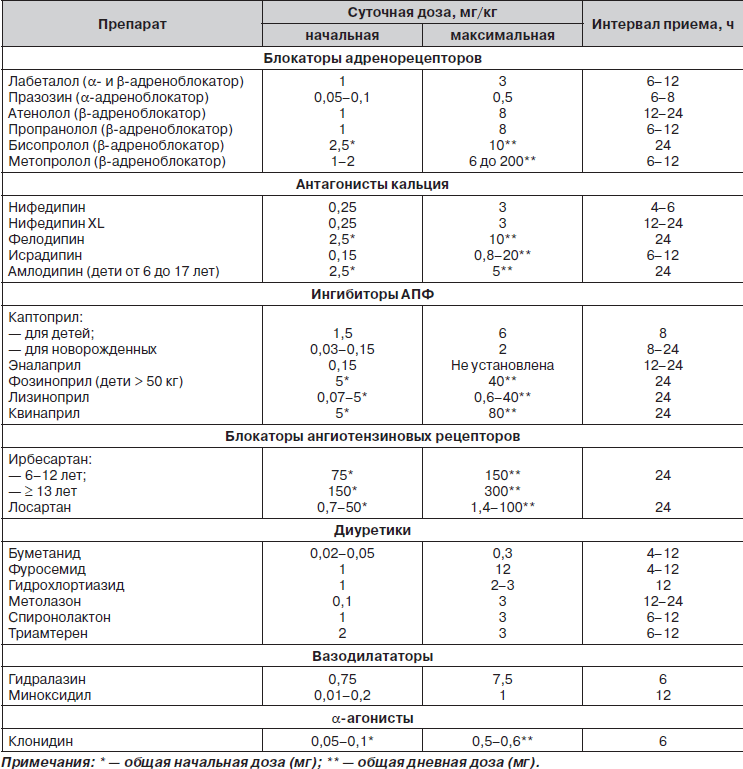 Препарат Суточная доза, мг/кг Интервал приема, ч
начальная максимальная
Блокаторы адренорецепторов
Лабеталол (α- и β-адреноблокатор) 1 3 6–12
Празозин (α-адреноблокатор) 0,05–0,1 0,5 6–8
Атенолол (β-адреноблокатор) 1 8 12–24
Пропранолол (β-адреноблокатор) 1 8 6–12
Бисопролол (β-адреноблокатор) 2,5* 10** 24
Метопролол (β-адреноблокатор) 1–2 6 до 200** 6–12
Антагонисты кальция
Нифедипин 0,25 3 4–6
Нифедипин XL 0,25 3 12–24
Фелодипин 2,5* 10** 24
Исрадипин 0,15 0,8–20** 6–12
Амлодипин (дети от 6 до 17 лет) 2,5* 5** 24
Ингибиторы АПФ
Каптоприл:
— для детей; 1,5 6 8
— для новорожденных 0,03–0,15 2 8–24
Эналаприл 0,15 Не установлена 12–24
Фозиноприл (дети > 50 кг) 5* 40** 24
Лизиноприл 0,07–5* 0,6–40** 24
Квинаприл 5* 80** 24
Блокаторы ангиотензиновых рецепторов
Ирбесартан:
— 6–12 лет; 75* 150** 24
— ≥ 13 лет 150* 300**
Лосартан 0,7–50* 1,4–100** 24
Диуретики
Буметанид 0,02–0,05 0,3 4–12
Фуросемид 1 12 4–12
Гидрохлортиазид 1 2–3 12
Метолазон 0,1 3 12–24
Спиронолактон 1 3 6–12
Триамтерен 2 3 6–12
Вазодилататоры
Гидралазин 0,75 7,5 6
Миноксидил 0,01–0,2 1 12
α-агонисты
Клонидин 0,05–0,1* 0,5–0,6** 6
Примечания: * — общая начальная доза (мг); ** — общая дневная доза (мг).